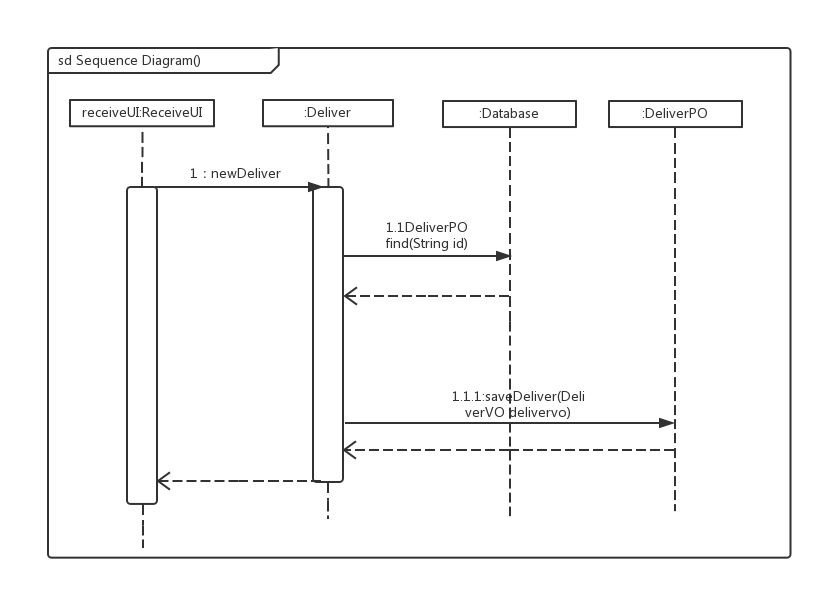 sd Sequence Diagram()
receiveUI:ReceiveUI
:Deliver
:Database
:DeliverPO
1：newDeliver
1.1DeliverPO
find(String id)
1.1.1:saveDeliver(Deli
verVO delivervo)